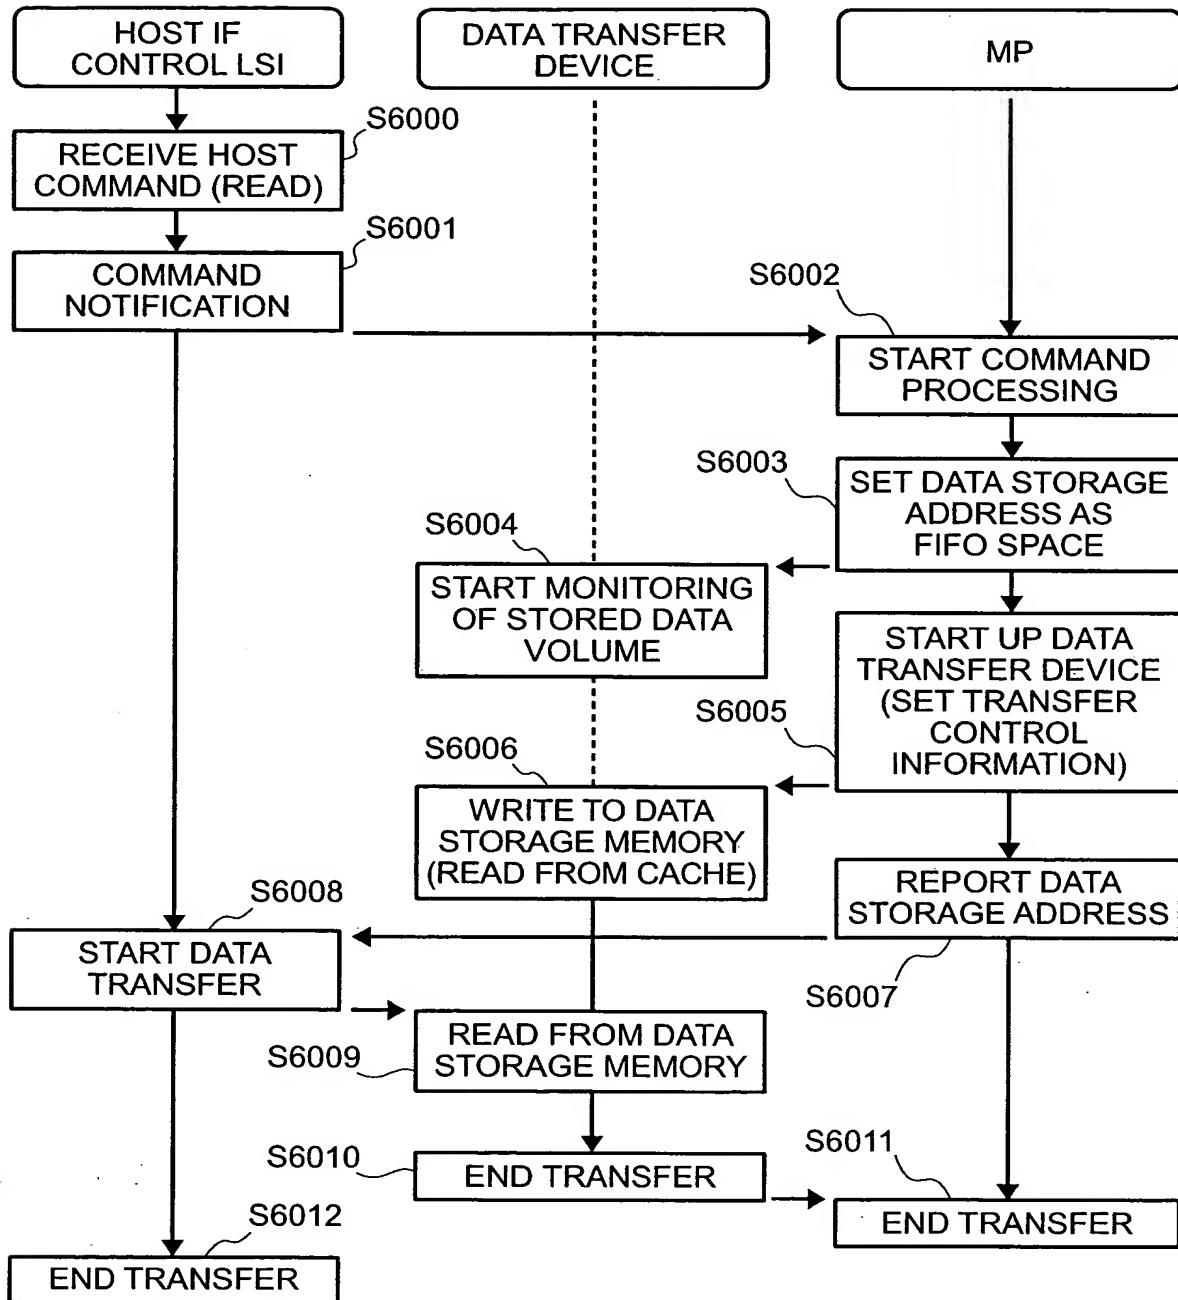 HOST IF
CONTROL LSI
DATA TRANSFER
DEVICE
MP
S6000
RECEIVE HOST
COMMAND (READ)
S6001
COMMAND
NOTIFICATION
S6002
START COMMAND
PROCESSING
S6003
SET DATA STORAGE
ADDRESS AS
FIFO SPACE
S6004
START MONITORING
OF STORED DATA
VOLUME
S6005
START UP DATA
TRANSFER DEVICE
(SET TRANSFER
CONTROL
INFORMATION)
S6006
WRITE TO DATA
STORAGE MEMORY
(READ FROM CACHE)
REPORT DATA
STORAGE ADDRESS
S6007
S6008
START DATA
TRANSFER
S6009
READ FROM DATA
STORAGE MEMORY
S6010
END TRANSFER
S6011
END TRANSFER
S6012
END TRANSFER